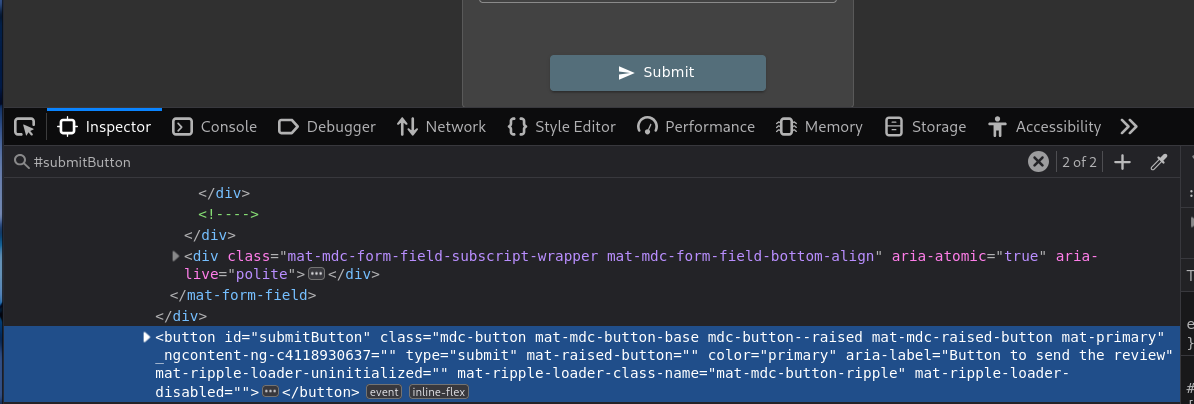 Submit
Inspector Console Debugger Network Style Editor Performance Memory Storage Accessibility
#submitButton 2 of 2
</div>
<!---->
</div>
<div class="mat-mdc-form-field-subscript-wrapper mat-mdc-form-field-bottom-align" aria-atomic="true" aria-
live="polite"></div>
</mat-form-field>
</div>
<button id="submitButton" class="mdc-button mat-mdc-button-base mdc-button--raised mat-mdc-raised-button mat-primary"
_ngcontent-ng-c4118930637="" type="submit" mat-raised-button="" color="primary" aria-label="Button to send the review"
mat-ripple-loader-uninitialized="" mat-ripple-loader-class-name="mat-mdc-button-ripple" mat-ripple-loader-
disabled=""></button> event inline-flex